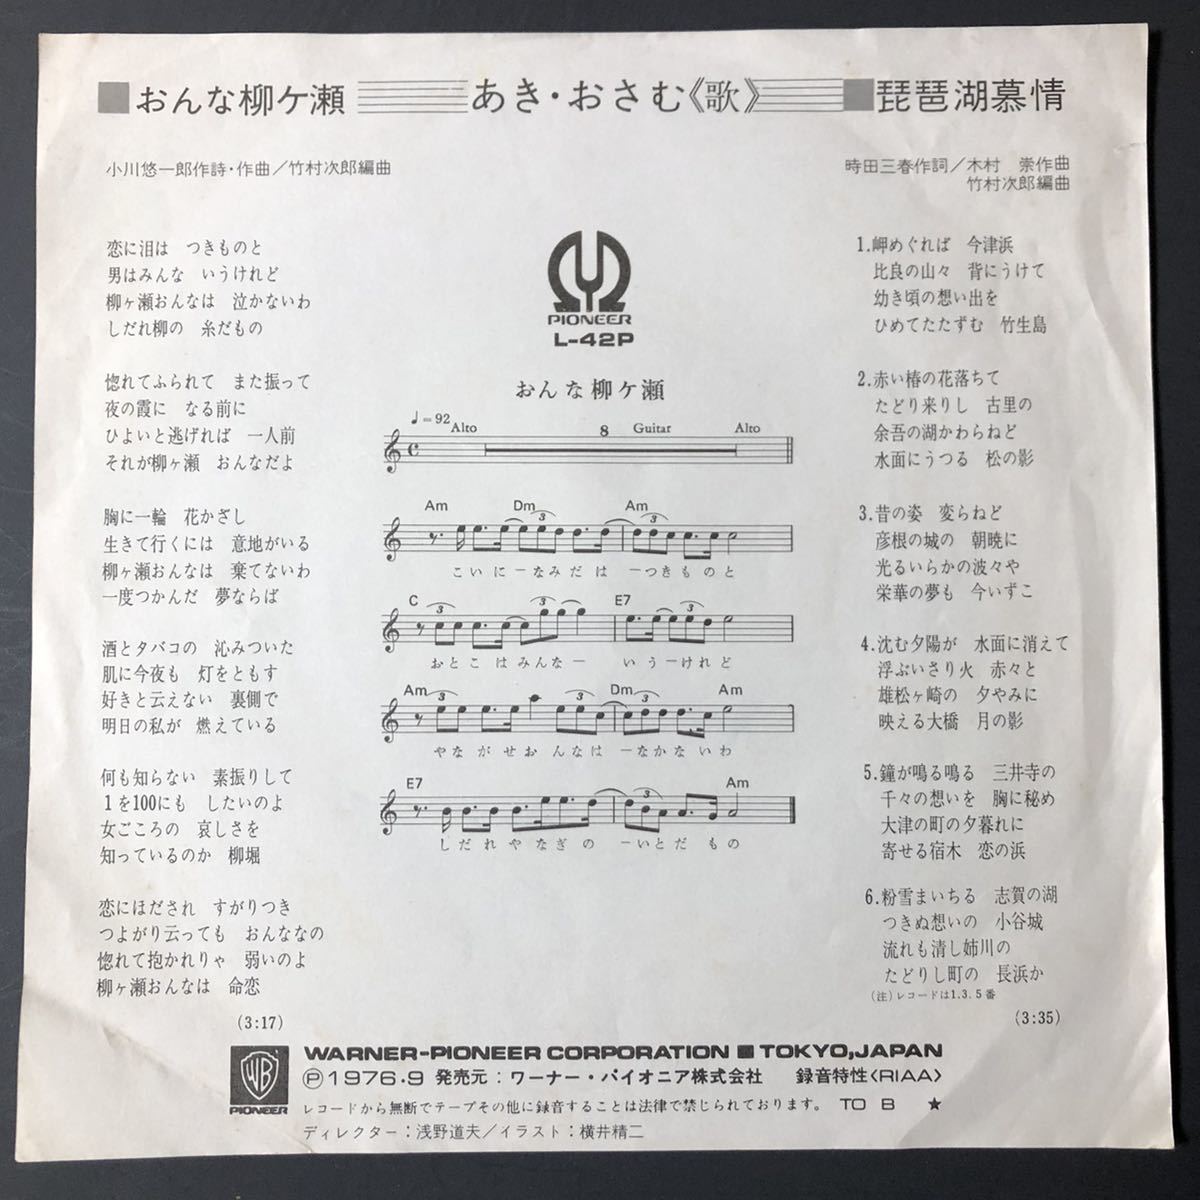 ■おんな柳ケ瀬 あき・おさむ《歌》 ■琵琶湖慕情
小川悠一郎作詩・作曲／竹村次郎編曲
恋に泪は つきものと
男はみんな いうけれど
柳ヶ瀬おんなは 泣かないわ
しだれ柳の 糸だもの
惚れてふられて また振って
夜の霞に なる前に
ひよいと逃げれば 一人前
それが柳ヶ瀬 おんなだよ
胸に一輪 花かざし
生きて行くには 意地がいる
柳ヶ瀬おんなは 棄てないわ
一度つかんだ 夢ならば
酒とタバコの 沁みついた
肌に今夜も 灯をともす
好きと云えない 裏側で
明日の私が 燃えている
何も知らない 素振りして
1を100にも したいのよ
女ごころの 哀しさを
知っているのか 柳堀
恋にほだされ すがりつき
つよがり云っても おんななの
惚れて抱かれりゃ 弱いのよ
柳ヶ瀬おんなは 命恋
(3:17)
PIONEER
L-42P
おんな柳ケ瀬
♩=92 Alto 8 Guitar Alto
Am Dm Am
3 3
こいに―なみだは ―つきものと
C E7
3 3 3
おとこはみんな― いう―けれど
Am Dm Am
3 3 3
やながせおんなは ―なかないわ
E7 Am
3
しだれやなぎの ―いとだもの
時田三春作詞／木村 崇作曲
竹村次郎編曲
1.岬めぐれば 今津浜
比良の山々 背にうけて
幼き頃の想い出を
ひめてたたずむ 竹生島
2.赤い椿の花落ちて
たどり来りし 古里の
余吾の湖かわらねど
水面にうつる 松の影
3.昔の姿 変らねど
彦根の城の 朝暁に
光るいらかの波々や
栄華の夢も 今いずこ
4.沈む夕陽が 水面に消えて
浮ぶいさり火 赤々と
雄松ヶ崎の 夕やみに
映える大橋 月の影
5.鐘が鳴る鳴る 三井寺の
千々の想いを 胸に秘め
大津の町の夕暮れに
寄せる宿木 恋の浜
6.粉雪まいちる 志賀の湖
つきぬ想いの 小谷城
流れも清し姉川の
たどりし町の 長浜か
(注)レコードは1.3.5番
(3:35)
WB
PIONEER
WARNER-PIONEER CORPORATION ■ TOKYO,JAPAN
Ⓟ1976・9 発売元：ワーナー・パイオニア株式会社 録音特性〈RIAA〉
レコードから無断でテープその他に録音することは法律で禁じられております。 TO B ★
ディレクター：浅野道夫／イラスト：横井精二